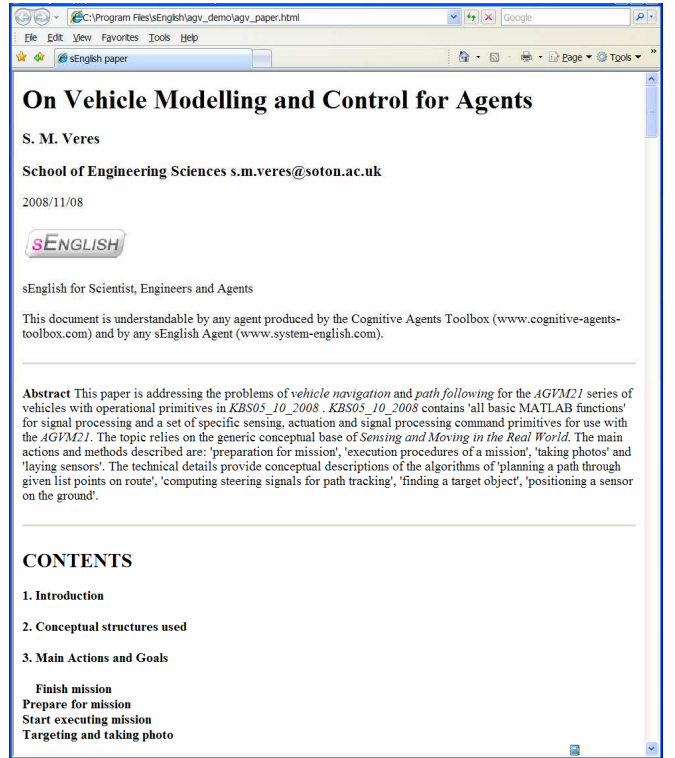 C:\Program Files\sEnglish\agv_demo\agv_paper.html
Google
File Edit View Favorites Tools Help
sEnglish paper
Page Tools »
On Vehicle Modelling and Control for Agents
S. M. Veres
School of Engineering Sciences s.m.veres@soton.ac.uk
2008/11/08
sENGLISH
sEnglish for Scientist, Engineers and Agents
This document is understandable by any agent produced by the Cognitive Agents Toolbox (www.cognitive-agents-
toolbox.com) and by any sEnglish Agent (www.system-english.com).
Abstract This paper is addressing the problems of vehicle navigation and path following for the AGVM21 series of
vehicles with operational primitives in KBS05_10_2008 . KBS05_10_2008 contains 'all basic MATLAB functions'
for signal processing and a set of specific sensing, actuation and signal processing command primitives for use with
the AGVM21. The topic relies on the generic conceptual base of Sensing and Moving in the Real World. The main
actions and methods described are: 'preparation for mission', 'execution procedures of a mission', 'taking photos' and
'laying sensors'. The technical details provide conceptual descriptions of the algorithms of 'planning a path through
given list points on route', 'computing steering signals for path tracking', 'finding a target object', 'positioning a sensor
on the ground'.
CONTENTS
1. Introduction
2. Conceptual structures used
3. Main Actions and Goals
Finish mission
Prepare for mission
Start executing mission
Targeting and taking photo